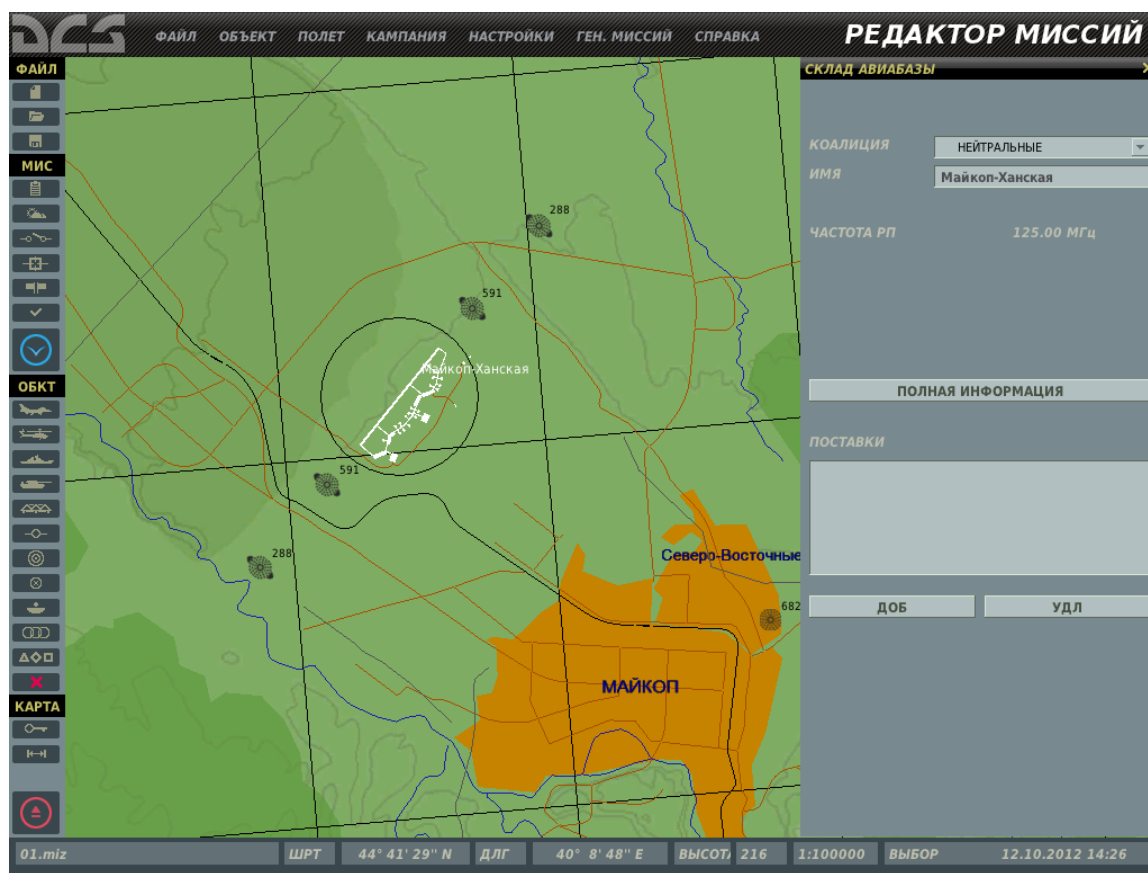 DCS
ФАЙЛ ОБЪЕКТ ПОЛЕТ КАМПАНИЯ НАСТРОЙКИ ГЕН. МИССИЙ СПРАВКА РЕДАКТОР МИССИЙ
ФАЙЛ
МИС
ОБКТ
КАРТА
288
591
Майкоп-Ханская
591
288
Северо-Восточные
682
МАЙКОП
СКЛАД АВИАБАЗЫ
КОАЛИЦИЯ НЕЙТРАЛЬНЫЕ
ИМЯ Майкоп-Ханская
ЧАСТОТА РП 125.00 МГц
ПОЛНАЯ ИНФОРМАЦИЯ
ПОСТАВКИ
ДОБ УДЛ
01.miz ШРТ 44° 41' 29" N ДЛГ 40° 8' 48" E ВЫСОТ 216 1:100000 ВЫБОР 12.10.2012 14:26